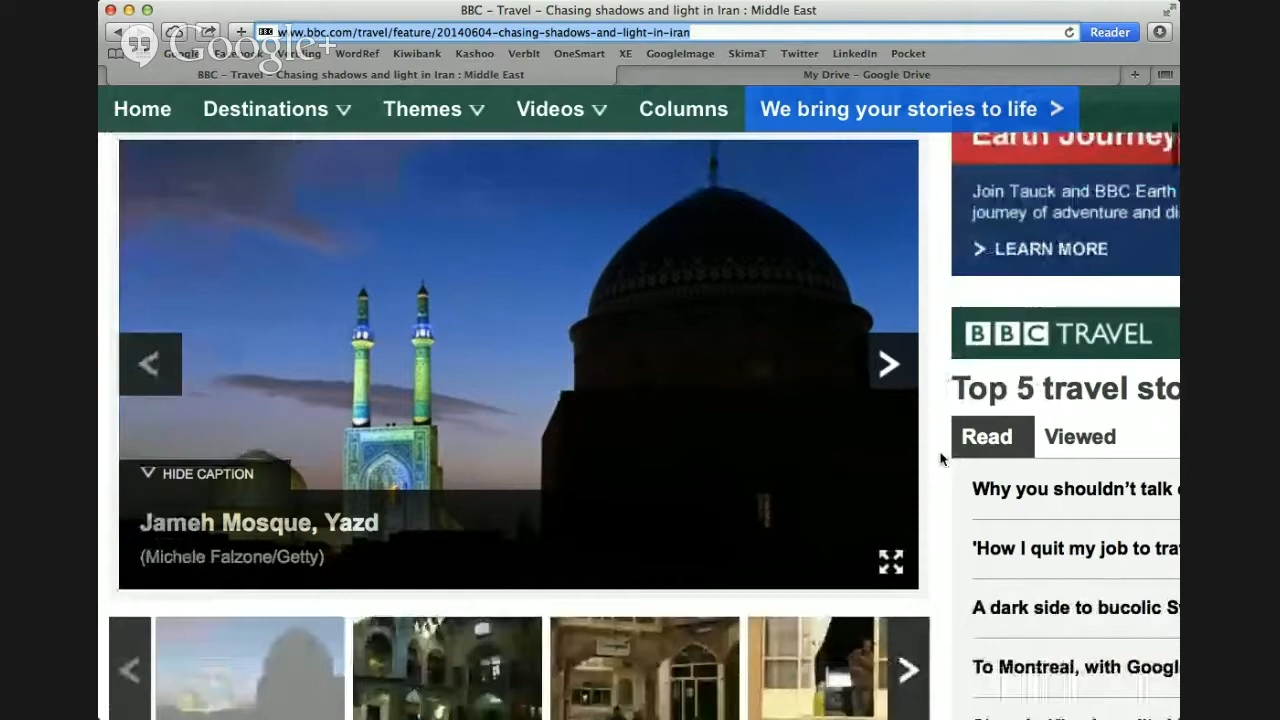 BBC - Travel - Chasing shadows and light in Iran : Middle East
www.bbc.com/travel/feature/20140604-chasing-shadows-and-light-in-iran
Reader
Google+
WordRef Kiwibank Kashoo VerbIt OneSmart XE GoogleImage SkimaT Twitter LinkedIn Pocket
BBC - Travel - Chasing shadows and light in Iran : Middle East
My Drive - Google Drive
Home Destinations Themes Videos Columns We bring your stories to life >
Earth Journey
Join Tauck and BBC Earth
journey of adventure and di
> LEARN MORE
HIDE CAPTION
Jameh Mosque, Yazd
(Michele Falzone/Getty)
BBC TRAVEL
Top 5 travel sto
Read Viewed
Why you shouldn't talk
'How I quit my job to tra
A dark side to bucolic S
To Montreal, with Googl